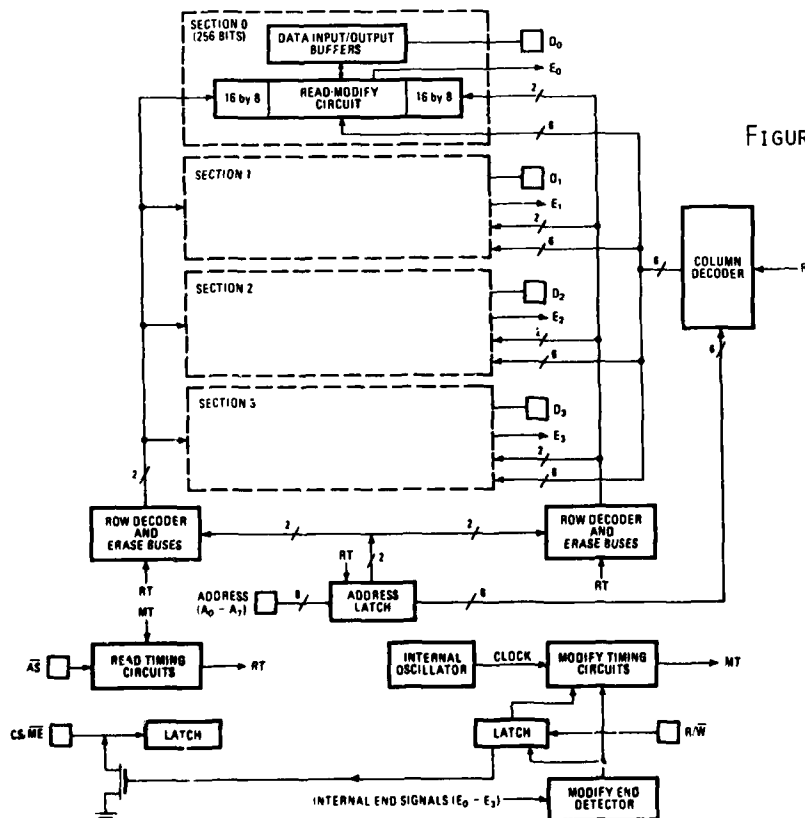 SECTION 0
(256 BITS)
DATA INPUT/OUTPUT
BUFFERS
D0
E0
16 by 8
READ-MODIFY
CIRCUIT
16 by 8
2
6
FIGUR
SECTION 1
D1
E1
2
6
COLUMN
DECODER
6
R
SECTION 2
D2
E2
2
6
6
SECTION 3
D3
E3
2
6
2
ROW DECODER
AND
ERASE BUSES
2
2
ROW DECODER
AND
ERASE BUSES
RT
2
RT
MT
ADDRESS
(A0 – A7)
8
ADDRESS
LATCH
6
RT
AS
READ TIMING
CIRCUITS
RT
INTERNAL
OSCILLATOR
CLOCK
MODIFY TIMING
CIRCUITS
MT
CS/ME
LATCH
LATCH
R/W
INTERNAL END SIGNALS (E0 – E3)
MODIFY END
DETECTOR